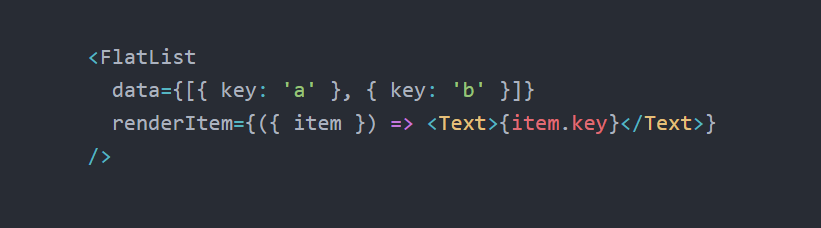 <FlatList
data={[{ key: 'a' }, { key: 'b' }]}
renderItem={({ item }) => <Text>{item.key}</Text>}
/>